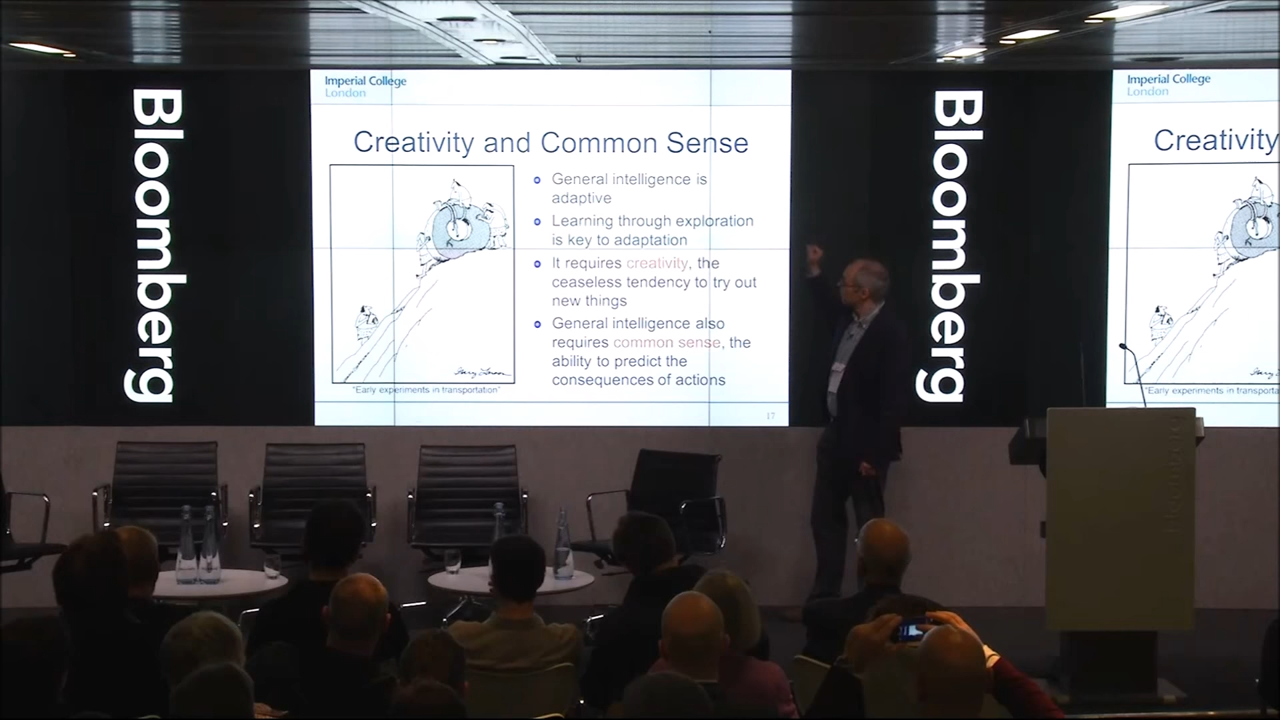 Bloomberg
Imperial College
London
Creativity and Common Sense
General intelligence is
adaptive
Learning through exploration
is key to adaptation
It requires creativity, the
ceaseless tendency to try out
new things
General intelligence also
requires common sense, the
ability to predict the
consequences of actions
"Early experiments in transportation"
17
Bloomberg
Imperial College
London
Creativity
"Early experiments in transporta